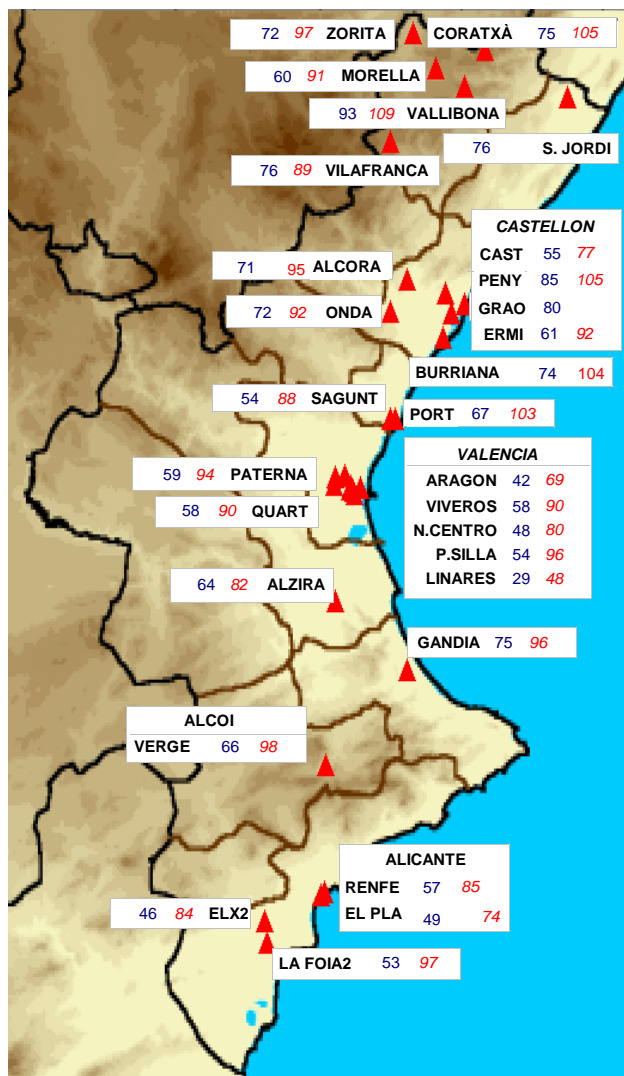 72 97 ZORITA
CORATXÀ 75 105
60 91 MORELLA
93 109 VALLIBONA
76 S. JORDI
76 89 VILAFRANCA
CASTELLON
CAST 55 77
PENY 85 105
GRAO 80
ERMI 61 92
71 95 ALCORA
72 92 ONDA
BURRIANA 74 104
54 88 SAGUNT
PORT 67 103
VALENCIA
ARAGON 42 69
VIVEROS 58 90
N.CENTRO 48 80
P.SILLA 54 96
LINARES 29 48
59 94 PATERNA
58 90 QUART
64 82 ALZIRA
GANDIA 75 96
ALCOI
VERGE 66 98
ALICANTE
RENFE 57 85
EL PLA 49 74
46 84 ELX2
LA FOIA2 53 97